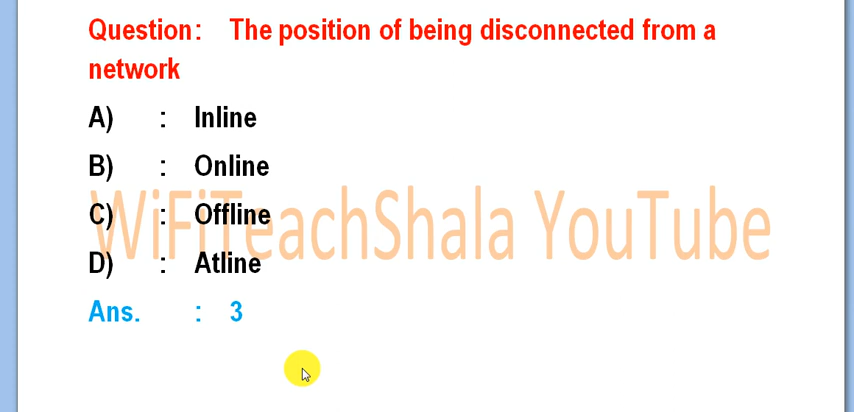 Question: The position of being disconnected from a
network
A) : Inline
B) : Online
C) : Offline
D) : Atline
WiFiTeachShala YouTube
Ans. : 3